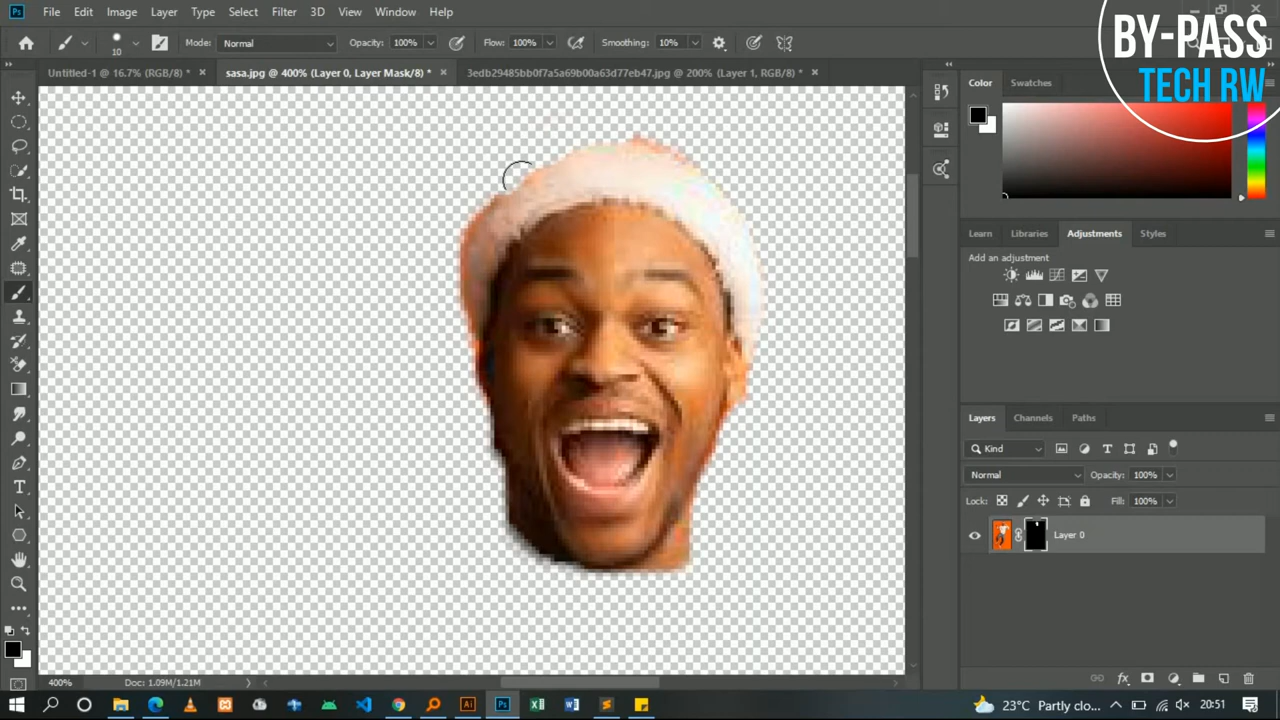 Ps File Edit Image Layer Type Select Filter 3D View Window Help
BY-PASS
TECH RW
10 Mode: Normal Opacity: 100% Flow: 100% Smoothing: 10%
Untitled-1 @ 16.7% (RGB/8) * × sasa.jpg @ 400% (Layer 0, Layer Mask/8) * × 3edb29485bb0f7a5a69b00a63d77eb47.jpg @ 200% (Layer 1, RGB/8) * ×
Color Swatches
Learn Libraries Adjustments Styles
Add an adjustment
Layers Channels Paths
Kind
Normal Opacity: 100%
Lock: Fill: 100%
Layer 0
400% Doc: 1.09M/1.21M
Ai Ps 23°C Partly clo... 20:51